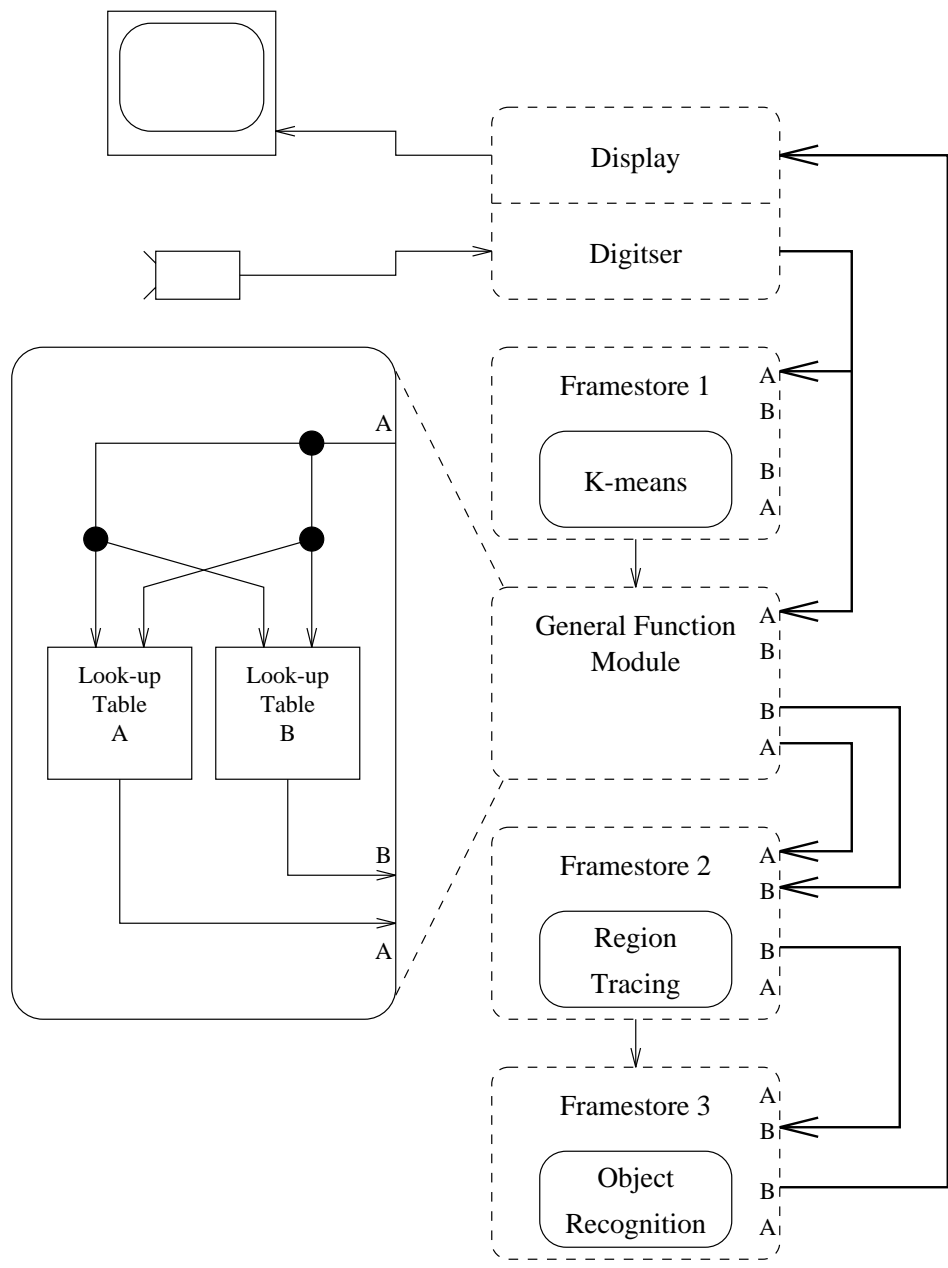 Display
Digitser
Framestore 1
A
B
K-means
B
A
A
General Function
Module
A
B
B
A
Look-up
Table
A
Look-up
Table
B
B
A
Framestore 2
A
B
Region
Tracing
B
A
Framestore 3
A
B
Object
Recognition
B
A